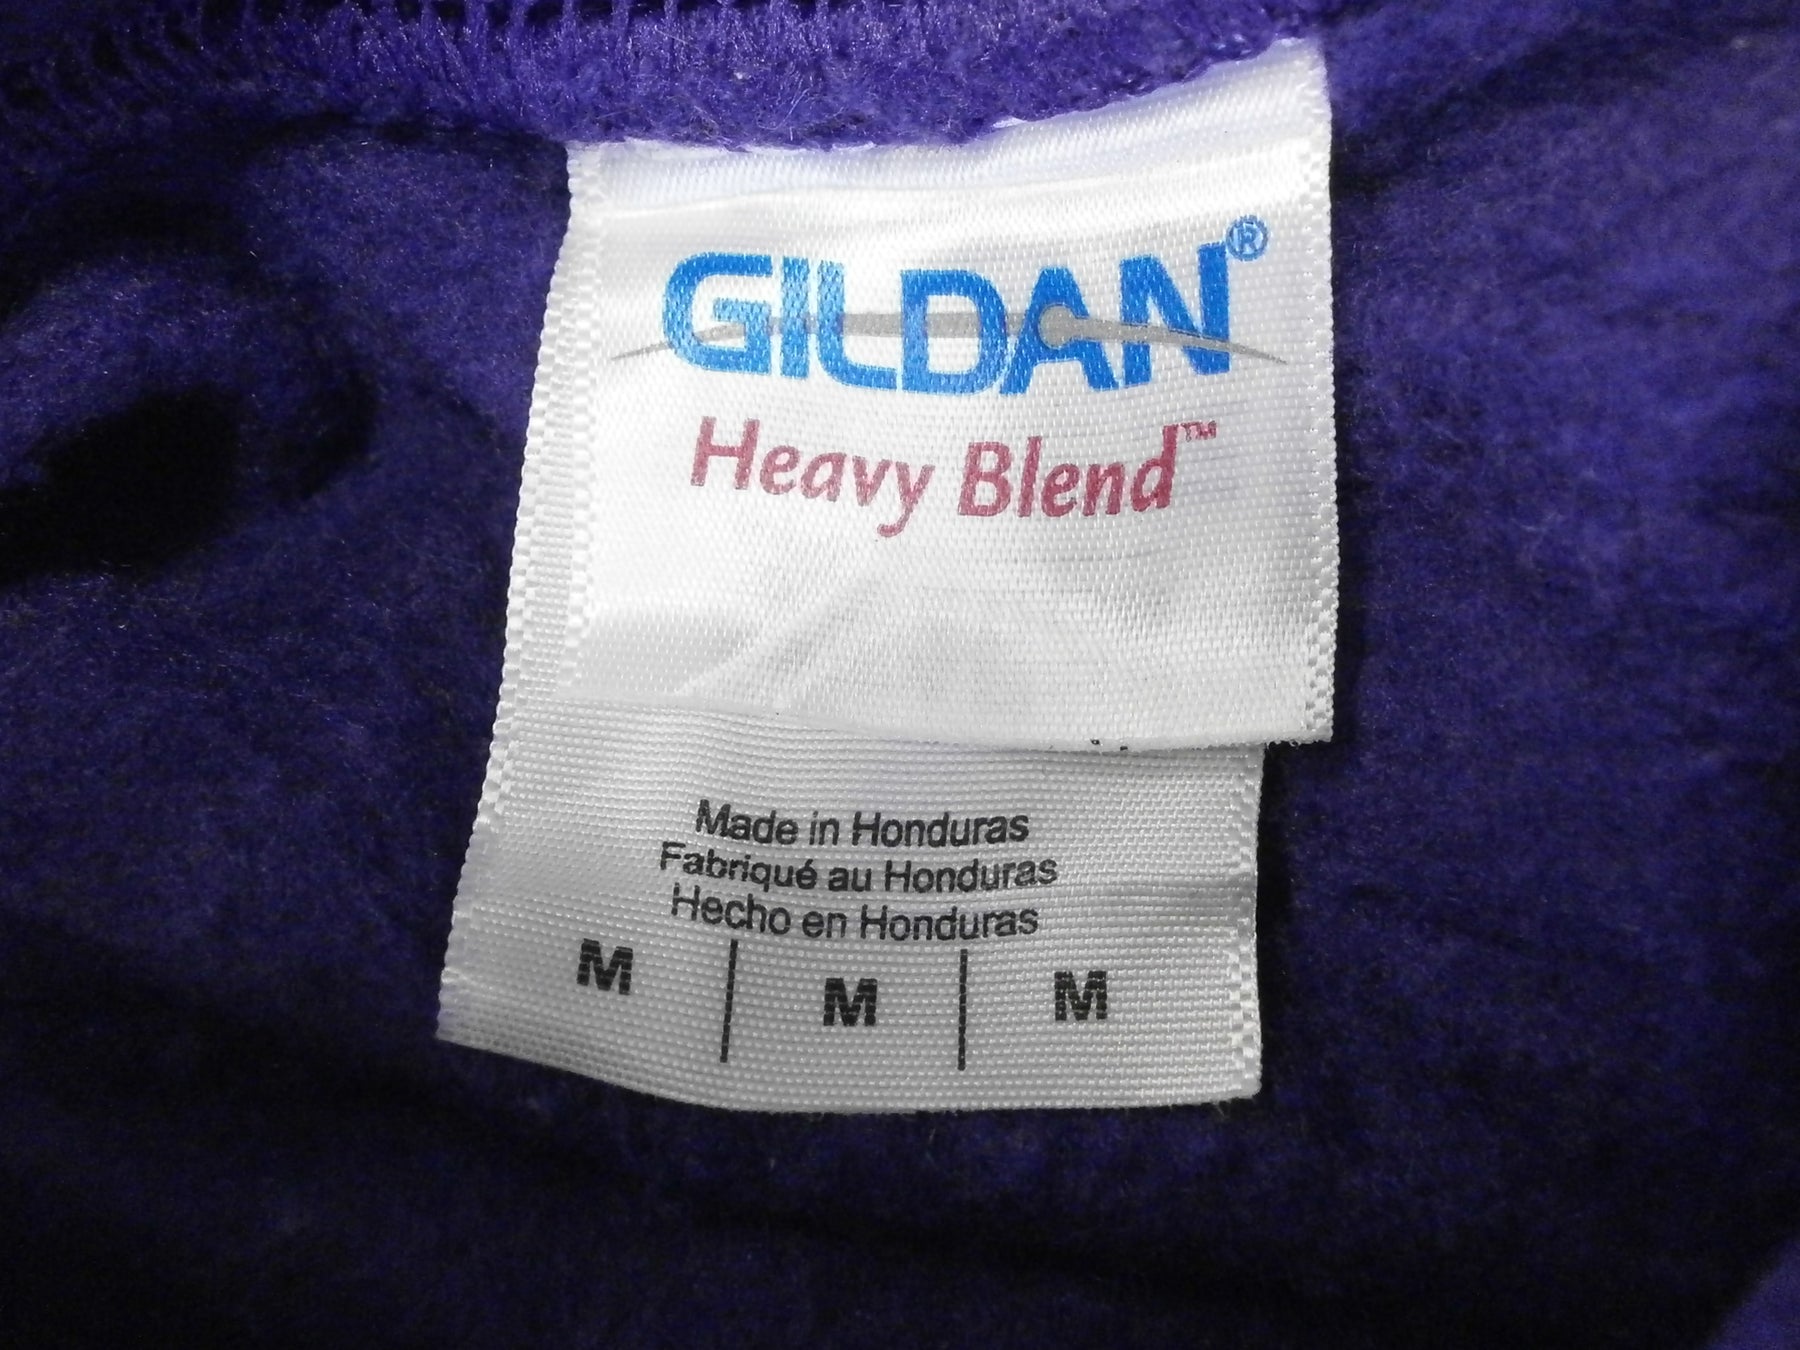 GILDAN®
Heavy Blend™
Made in Honduras
Fabriqué au Honduras
Hecho en Honduras
M | M | M